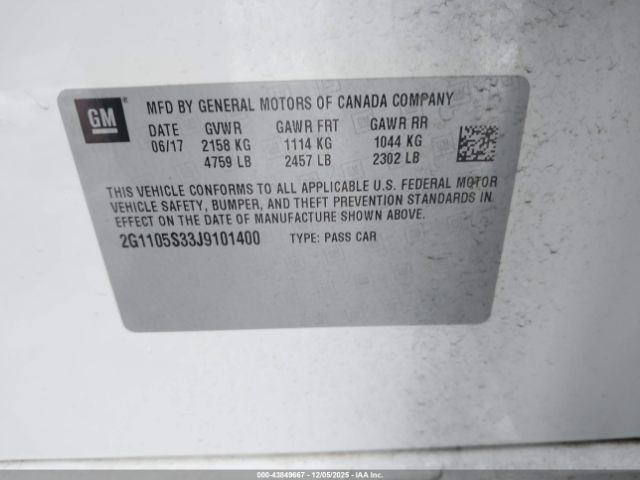 GM
MFD BY GENERAL MOTORS OF CANADA COMPANY
DATE GVWR GAWR FRT GAWR RR
06/17 2158 KG 1114 KG 1044 KG
4759 LB 2457 LB 2302 LB
THIS VEHICLE CONFORMS TO ALL APPLICABLE U.S. FEDERAL MOTOR
VEHICLE SAFETY, BUMPER, AND THEFT PREVENTION STANDARDS IN
EFFECT ON THE DATE OF MANUFACTURE SHOWN ABOVE.
2G1105S33J9101400 TYPE: PASS CAR
000-43849667 - 12/05/2025 - IAAI.COM - COPART